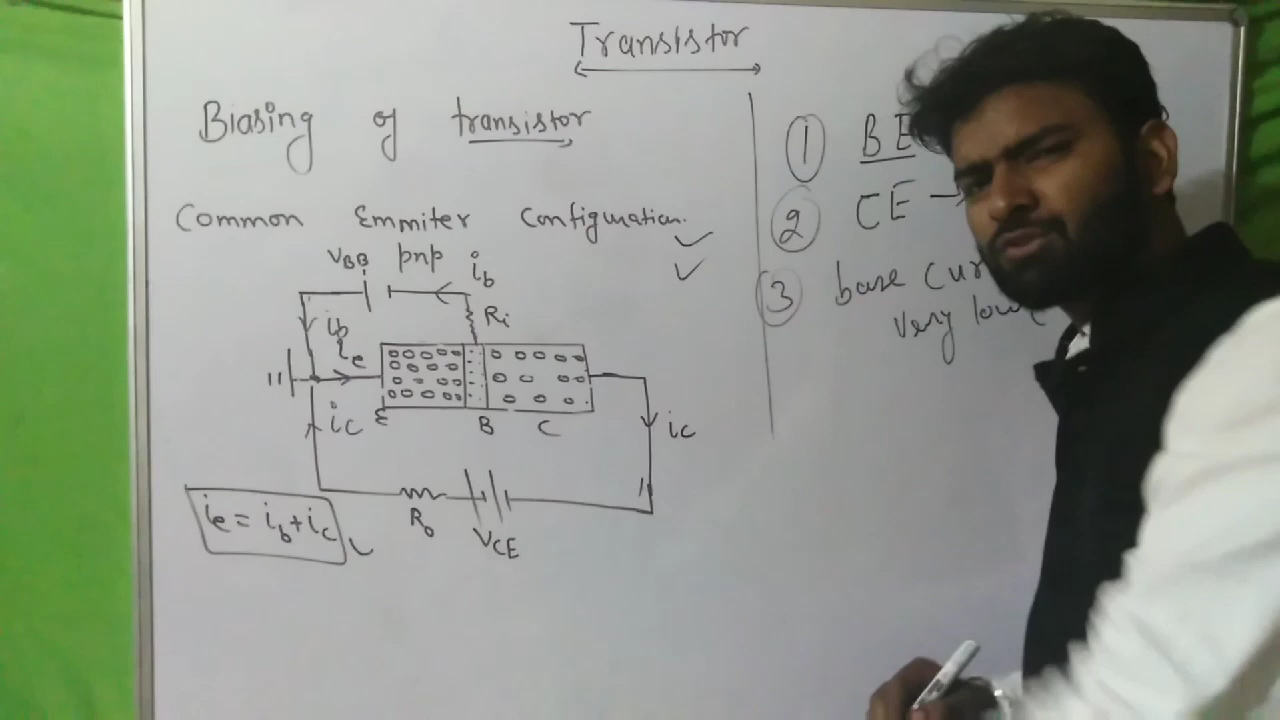 Transistor
Biasing of transistor
Common Emmiter Configuration.
VBB pnp ib
Ri
ib
ie
ic E B C ic
Ro VCE
ie = ib + ic
1 BE
2 CE →
3 base
very low